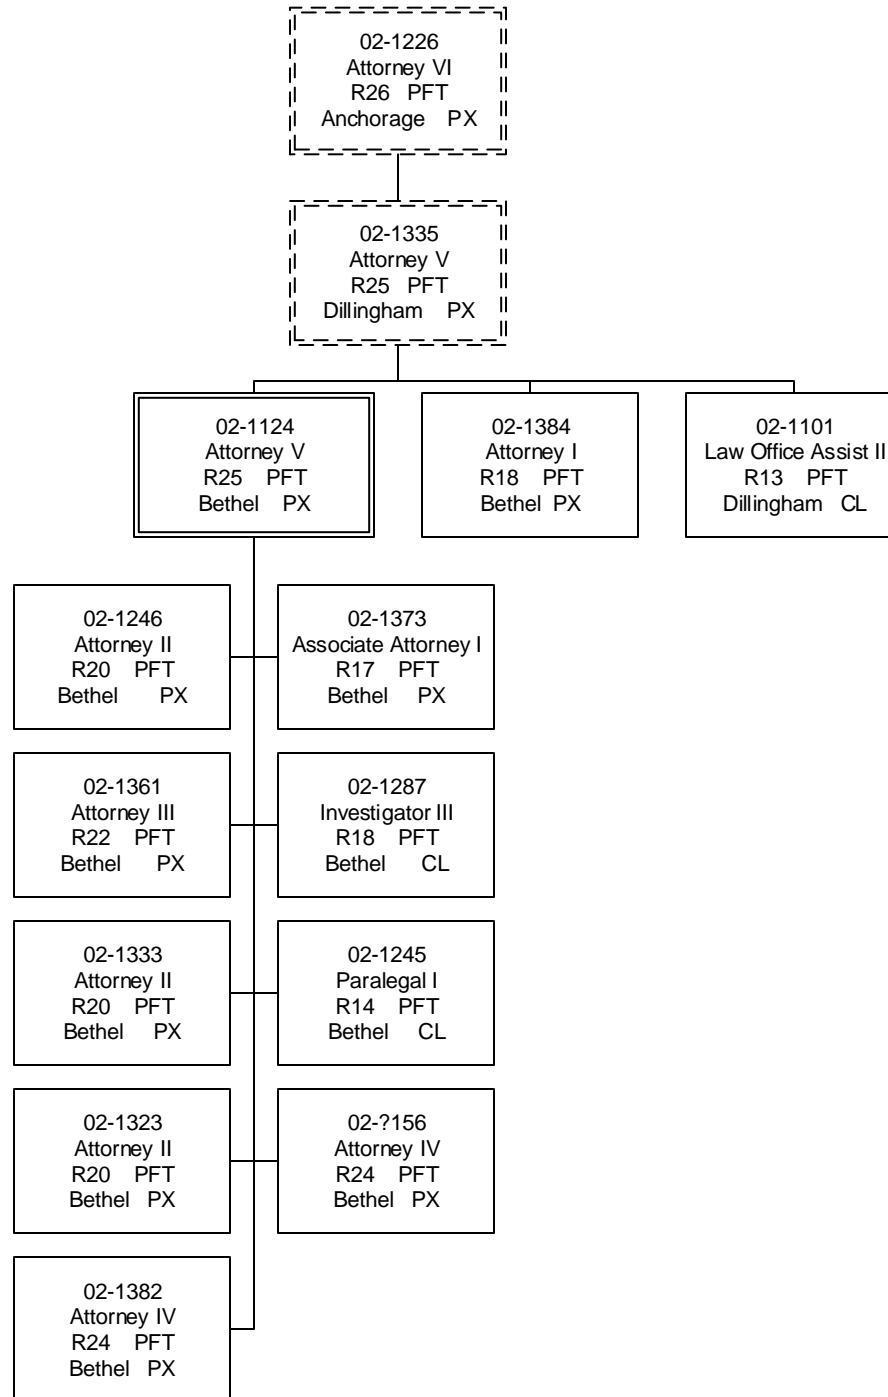 02-1226
Attorney VI
R26 PFT
Anchorage PX
02-1335
Attorney V
R25 PFT
Dillingham PX
02-1124
Attorney V
R25 PFT
Bethel PX
02-1384
Attorney I
R18 PFT
Bethel PX
02-1101
Law Office Assist II
R13 PFT
Dillingham CL
02-1246
Attorney II
R20 PFT
Bethel PX
02-1373
Associate Attorney I
R17 PFT
Bethel PX
02-1361
Attorney III
R22 PFT
Bethel PX
02-1287
Investigator III
R18 PFT
Bethel CL
02-1333
Attorney II
R20 PFT
Bethel PX
02-1245
Paralegal I
R14 PFT
Bethel CL
02-1323
Attorney II
R20 PFT
Bethel PX
02-?156
Attorney IV
R24 PFT
Bethel PX
02-1382
Attorney IV
R24 PFT
Bethel PX